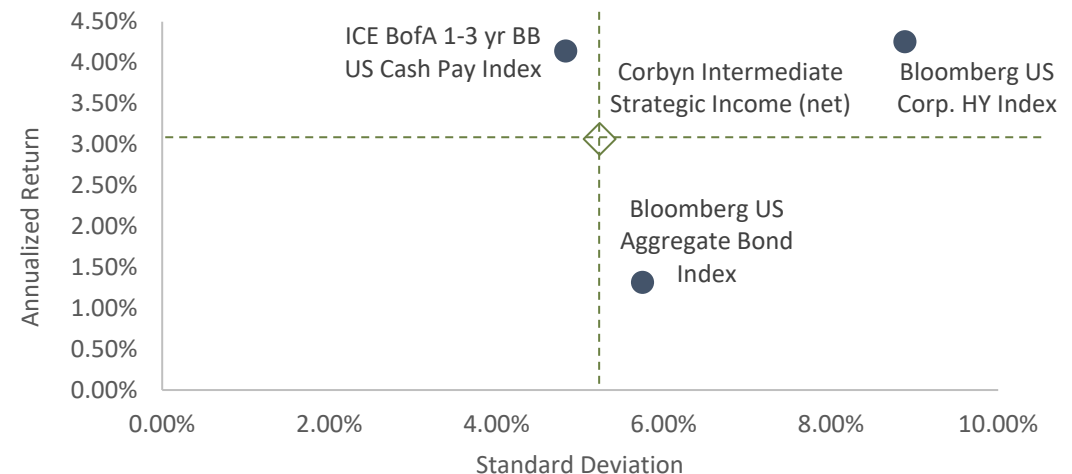 4.50%
4.00%
3.50%
3.00%
2.50%
2.00%
1.50%
1.00%
0.50%
0.00%
Annualized Return
ICE BofA 1-3 yr BB
US Cash Pay Index
Corbyn Intermediate
Strategic Income (net)
Bloomberg US
Corp. HY Index
Bloomberg US
Aggregate Bond
Index
0.00%
2.00%
4.00%
6.00%
8.00%
10.00%
Standard Deviation